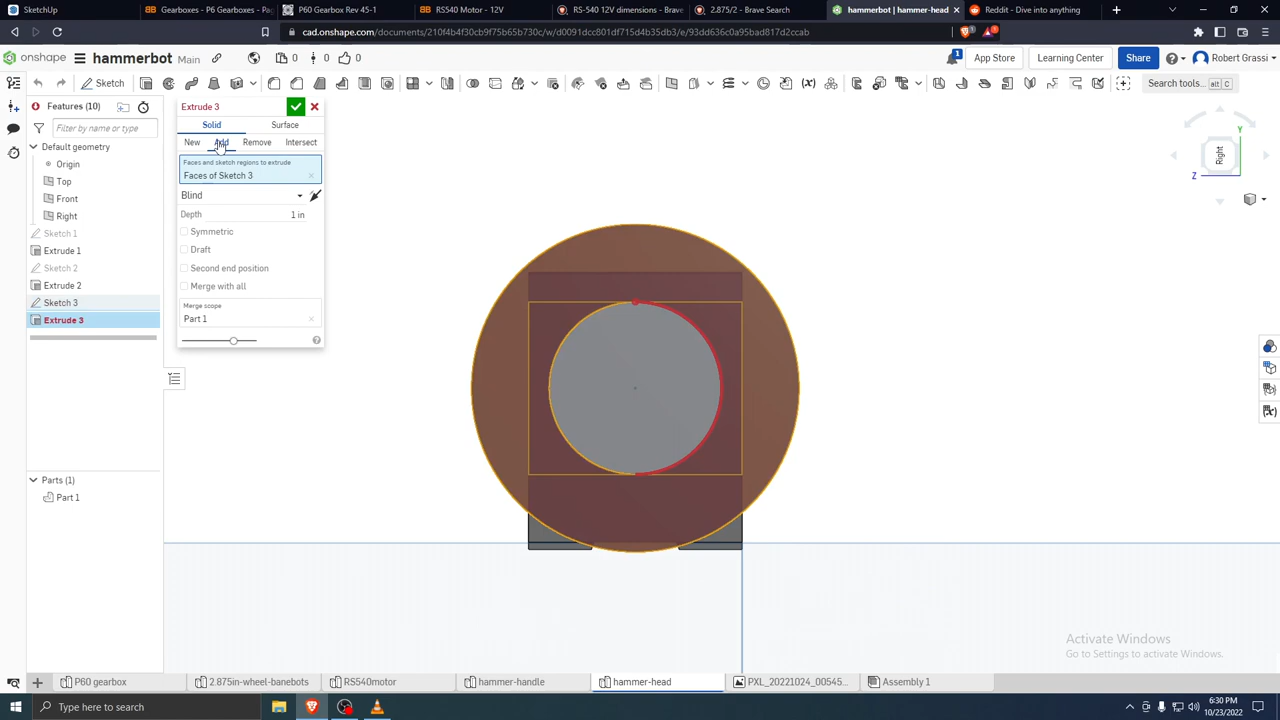 SketchUp
Gearboxes - P6 Gearboxes - Pa
P60 Gearbox Rev 45-1
RS540 Motor - 12V
RS-540 12V dimensions - Brave
2.872" - Brave Search
hammerbot | hammer-head
Reddit - Dive into anything
cad.onshape.com/documents/210f4b4f30cb9f75b65b730c/w/d0091dcc801df715d4b35db3/e/93dd636c0a95bad817d2ccab
onshape
hammerbot
Main
0
0
0
1
App Store
Learning Center
Share
Robert Grassi
Sketch
Search tools...
alt
C
Features (10)
Filter by name or type
Default geometry
Origin
Top
Front
Right
Sketch 1
Extrude 1
Sketch 2
Extrude 2
Sketch 3
Extrude 3
Parts (1)
Part 1
Extrude 3
Solid
Surface
New
Add
Remove
Intersect
Faces and sketch regions to extrude
Faces of Sketch 3
Blind
Depth
1 in
Symmetric
Draft
Second end position
Merge with all
Merge scope
Part 1
Y
Right
Z
Activate Windows
Go to Settings to activate Windows.
P60 gearbox
2.875in-wheel-banebots
RS540motor
hammer-handle
hammer-head
PXL_20221024_00545...
Assembly 1
Type here to search
6:30 PM
10/23/2022